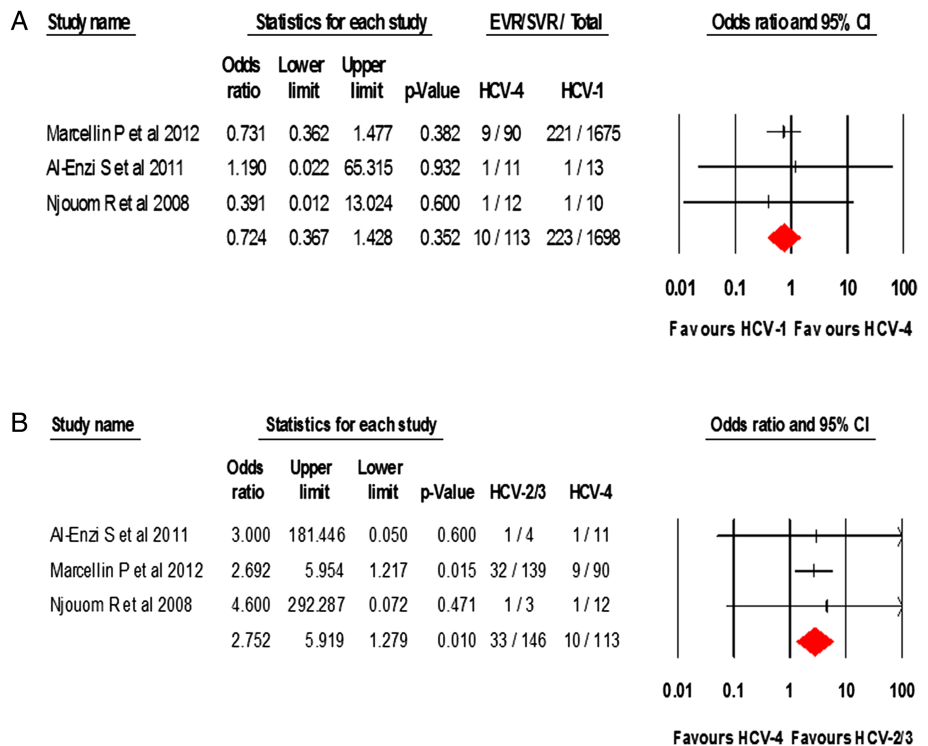 A Study name Statistics for each study EVR/SVR/ Total Odds ratio and 95% CI
Odds Lower Upper
ratio limit limit p-Value HCV-4 HCV-1
Marcellin P et al 2012 0.731 0.362 1.477 0.382 9 / 90 221 / 1675
Al-Enzi S et al 2011 1.190 0.022 65.315 0.932 1 / 11 1 / 13
Njouom R et al 2008 0.391 0.012 13.024 0.600 1 / 12 1 / 10
0.724 0.367 1.428 0.352 10 / 113 223 / 1698
0.01 0.1 1 10 100
Favours HCV-1 Favours HCV-4
B Study name Statistics for each study Odds ratio and 95% CI
Odds Upper Lower
ratio limit limit p-Value HCV-2/3 HCV-4
Al-Enzi S et al 2011 3.000 181.446 0.050 0.600 1 / 4 1 / 11
Marcellin P et al 2012 2.692 5.954 1.217 0.015 32 / 139 9 / 90
Njouom R et al 2008 4.600 292.287 0.072 0.471 1 / 3 1 / 12
2.752 5.919 1.279 0.010 33 / 146 10 / 113
0.01 0.1 1 10 100
Favours HCV-4 Favours HCV-2/3